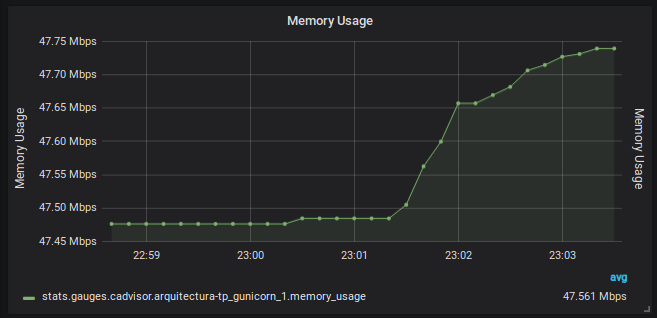 Memory Usage
47.75 Mbps
47.70 Mbps
47.65 Mbps
47.60 Mbps
47.55 Mbps
47.50 Mbps
47.45 Mbps
Memory Usage
Memory Usage
22:59 23:00 23:01 23:02 23:03
avg
stats.gauges.cadvisor.arquitectura-tp_gunicorn_1.memory_usage 47.561 Mbps